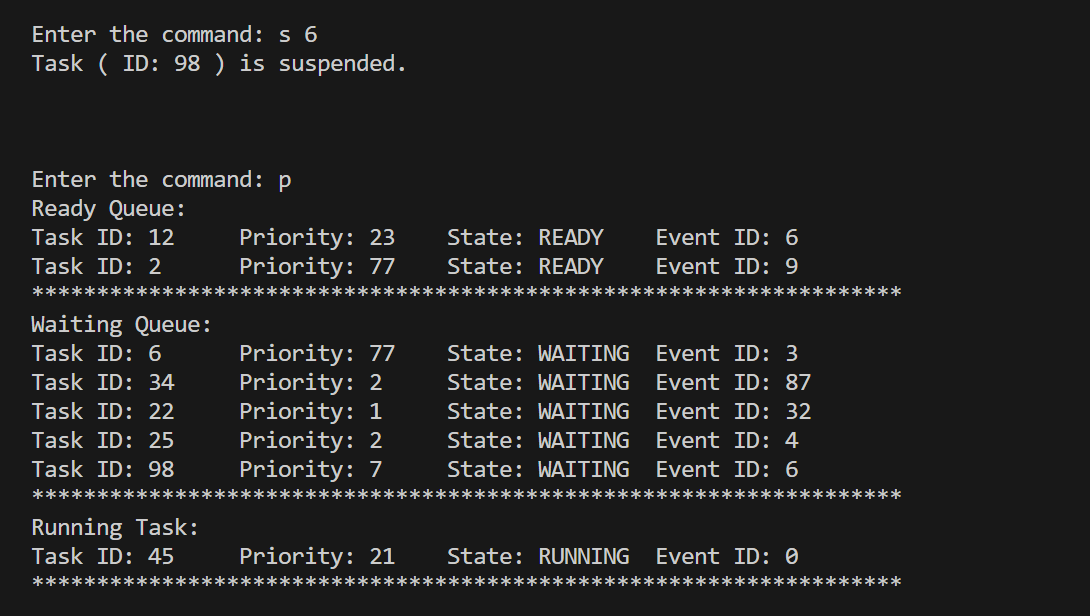 Enter the command: s 6
Task ( ID: 98 ) is suspended.
Enter the command: p
Ready Queue:
Task ID: 12     Priority: 23    State: READY    Event ID: 6
Task ID: 2      Priority: 77    State: READY    Event ID: 9
*******************************************************************
Waiting Queue:
Task ID: 6      Priority: 77    State: WAITING  Event ID: 3
Task ID: 34     Priority: 2     State: WAITING  Event ID: 87
Task ID: 22     Priority: 1     State: WAITING  Event ID: 32
Task ID: 25     Priority: 2     State: WAITING  Event ID: 4
Task ID: 98     Priority: 7     State: WAITING  Event ID: 6
*******************************************************************
Running Task:
Task ID: 45     Priority: 21    State: RUNNING  Event ID: 0
*******************************************************************